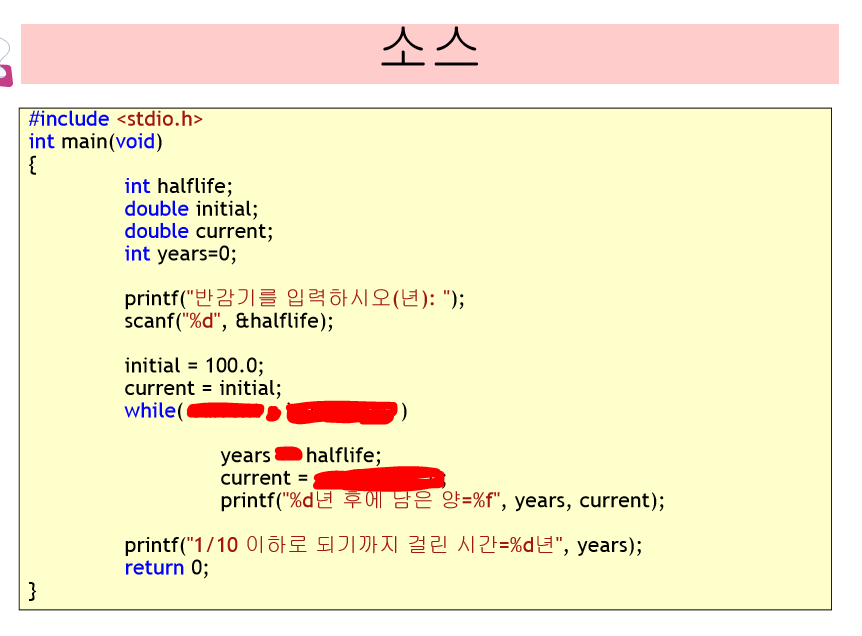 소스
#include <stdio.h>
int main(void)
{
int halflife;
double initial;
double current;
int years=0;
printf("반감기를 입력하시오(년): ");
scanf("%d", &halflife);
initial = 100.0;
current = initial;
while( )
years halflife;
current = ;
printf("%d년 후에 남은 양=%f", years, current);
printf("1/10 이하로 되기까지 걸린 시간=%d년", years);
return 0;
}